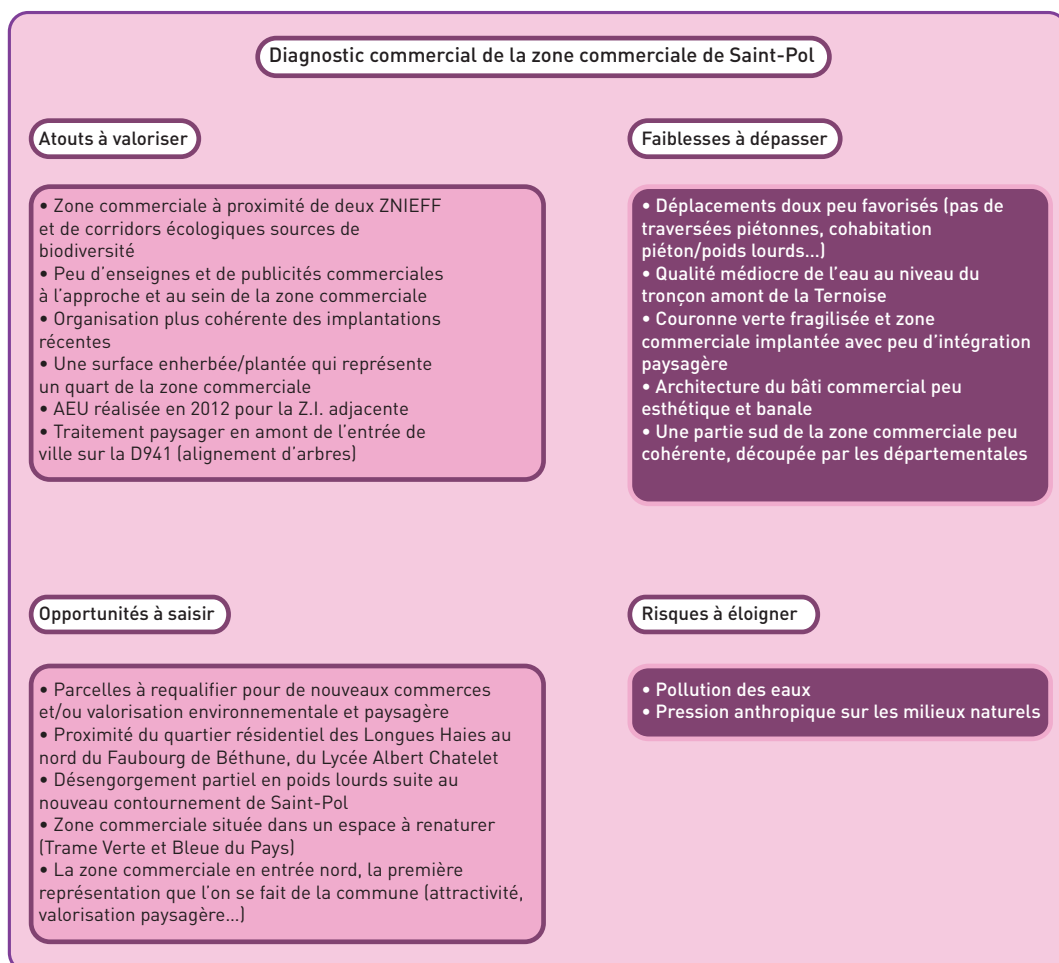 Diagnostic commercial de la zone commerciale de Saint-Pol
Atouts à valoriser
• Zone commerciale à proximité de deux ZNIEFF
et de corridors écologiques sources de
biodiversité
• Peu d'enseignes et de publicités commerciales
à l'approche et au sein de la zone commerciale
• Organisation plus cohérente des implantations
récentes
• Une surface enherbée/plantée qui représente
un quart de la zone commerciale
• AEU réalisée en 2012 pour la Z.I. adjacente
• Traitement paysager en amont de l'entrée de
ville sur la D941 (alignement d'arbres)
Faiblesses à dépasser
• Déplacements doux peu favorisés (pas de
traversées piétonnes, cohabitation
piéton/poids lourds...)
• Qualité médiocre de l'eau au niveau du
tronçon amont de la Ternoise
• Couronne verte fragilisée et zone
commerciale implantée avec peu d'intégration
paysagère
• Architecture du bâti commercial peu
esthétique et banale
• Une partie sud de la zone commerciale peu
cohérente, découpée par les départementales
Opportunités à saisir
• Parcelles à requalifier pour de nouveaux commerces
et/ou valorisation environnementale et paysagère
• Proximité du quartier résidentiel des Longues Haies au
nord du Faubourg de Béthune, du Lycée Albert Chatelet
• Désengorgement partiel en poids lourds suite au
nouveau contournement de Saint-Pol
• Zone commerciale située dans un espace à renaturer
(Trame Verte et Bleue du Pays)
• La zone commerciale en entrée nord, la première
représentation que l'on se fait de la commune (attractivité,
valorisation paysagère...)
Risques à éloigner
• Pollution des eaux
• Pression anthropique sur les milieux naturels